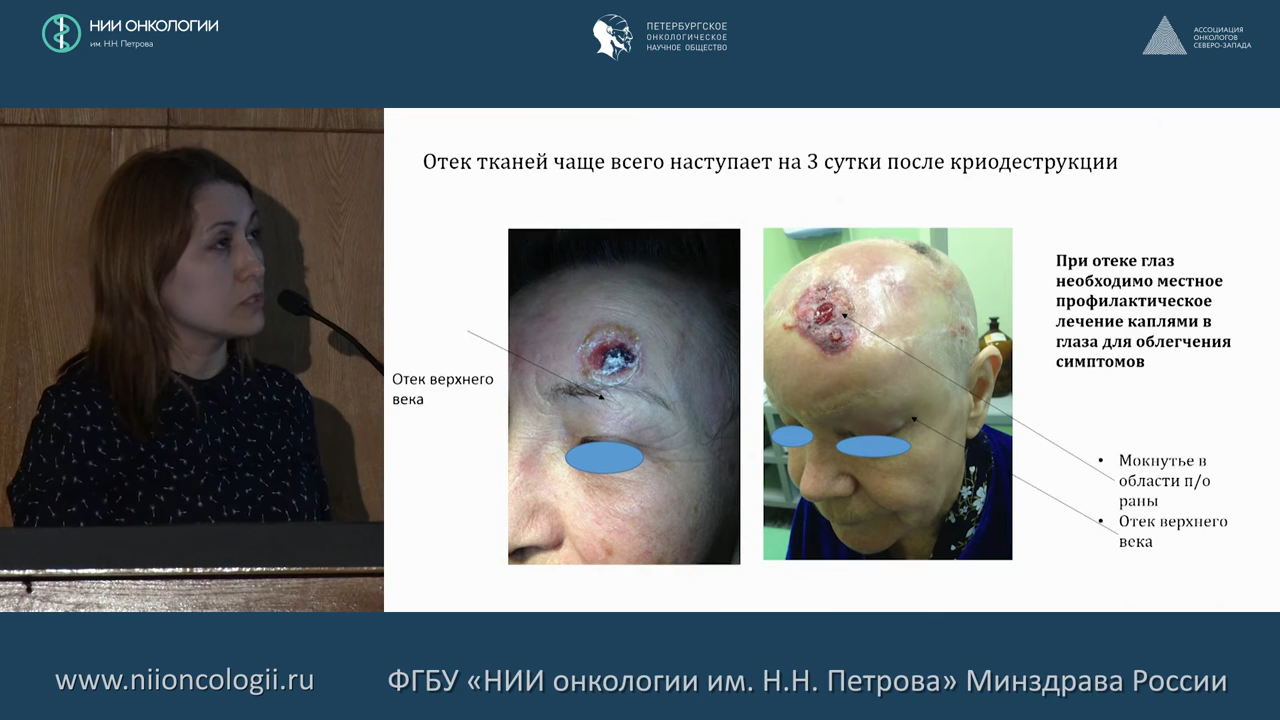 НИИ ОНКОЛОГИИ
им. Н.Н. Петрова
ПЕТЕРБУРГСКОЕ
ОНКОЛОГИЧЕСКОЕ
НАУЧНОЕ ОБЩЕСТВО
АССОЦИАЦИЯ
ОНКОЛОГОВ
СЕВЕРО-ЗАПАДА
Отек тканей чаще всего наступает на 3 сутки после криодеструкции
Отек верхнего
века
При отеке глаз
необходимо местное
профилактическое
лечение каплями в
глаза для облегчения
симптомов
• Мокнутье в
области п/о
раны
• Отек верхнего
века
www.niioncologii.ru
ФГБУ «НИИ онкологии им. Н.Н. Петрова» Минздрава России